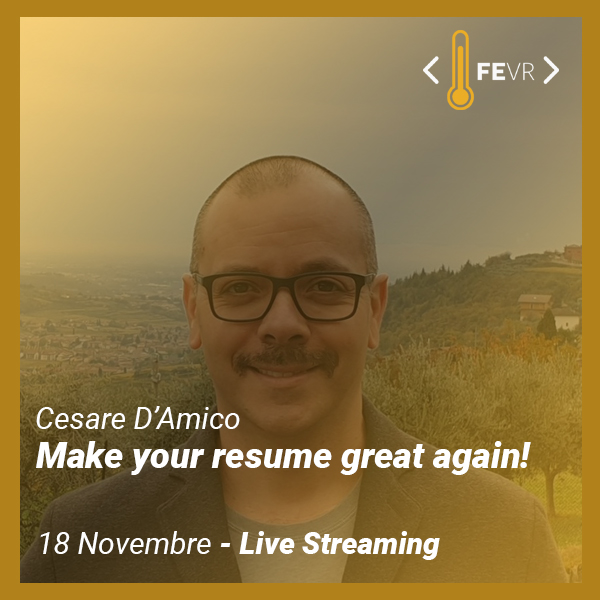 <FEVR>
Cesare D’Amico
Make your resume great again!
18 Novembre - Live Streaming